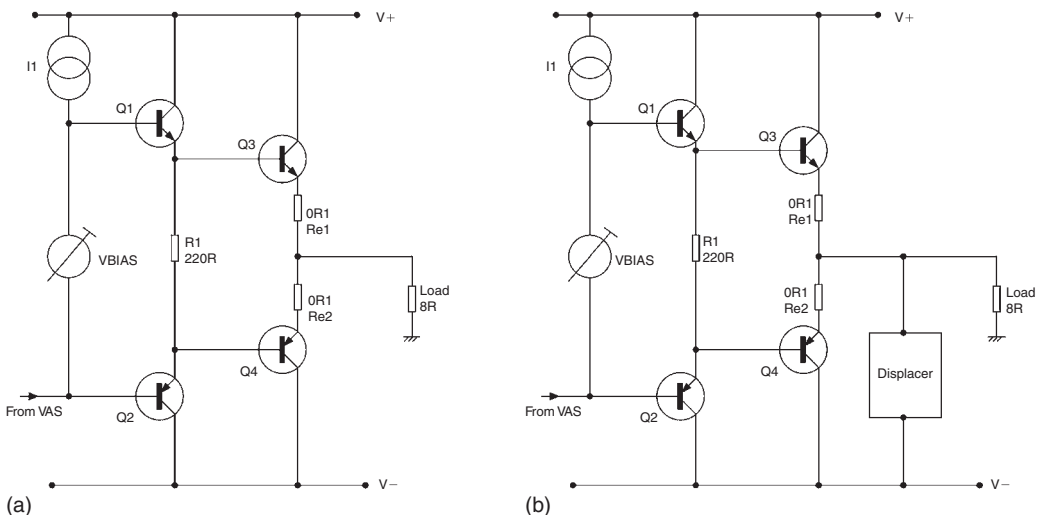 V+
I1
Q1
Q3
0R1
Re1
R1
220R
VBIAS
Load
8R
0R1
Re2
Q4
From VAS
Q2
V−
(a)
V+
I1
Q1
Q3
0R1
Re1
R1
220R
VBIAS
Load
8R
0R1
Re2
Q4
Displacer
From VAS
Q2
V−
(b)